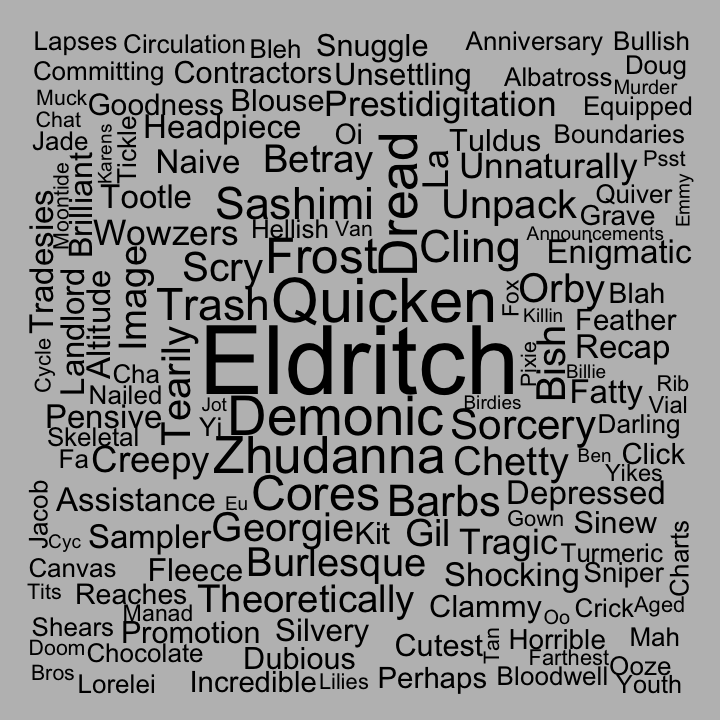 Lapses Circulation Bleh Snuggle Anniversary Bullish
Committing Contractors Unsettling Albatross Doug
Muck Goodness Blouse Prestidigitation Murder Equipped
Chat Karens Tickle Headpiece Oi Tuldus Boundaries
Jade Naive Betray Dread La Unnaturally Psst
Moontide Brilliant Tootle Sashimi Unpack Quiver Emmy
Tradesies Wowzers Hellish Van Grave
Scry Frost Cling Announcements Enigmatic
Landlord Altitude Image Trash Quicken Fox Orby Blah
Killin Feather
Cycle Tearily Eldritch Pixie Bish Recap
Cha Billie
Nailed Jot Birdies Fatty Rib
Pensive Yi Demonic Sorcery Darling Vial
Skeletal
Fa Creepy Zhudanna Chetty Ben Click
Yikes
Jacob Assistance Eu Cores Barbs Depressed
Cyc Sampler Georgie Kit Gil Gown Sinew
Tragic Turmeric Charts
Canvas Fleece Burlesque Shocking Sniper
Tits Reaches Theoretically Clammy Oo Crick Aged
Manad
Shears Promotion Silvery Cutest Tan Horrible Mah
Doom Chocolate Dubious Farthest
Bros Lorelei Incredible Lilies Perhaps Bloodwell Ooze
Youth